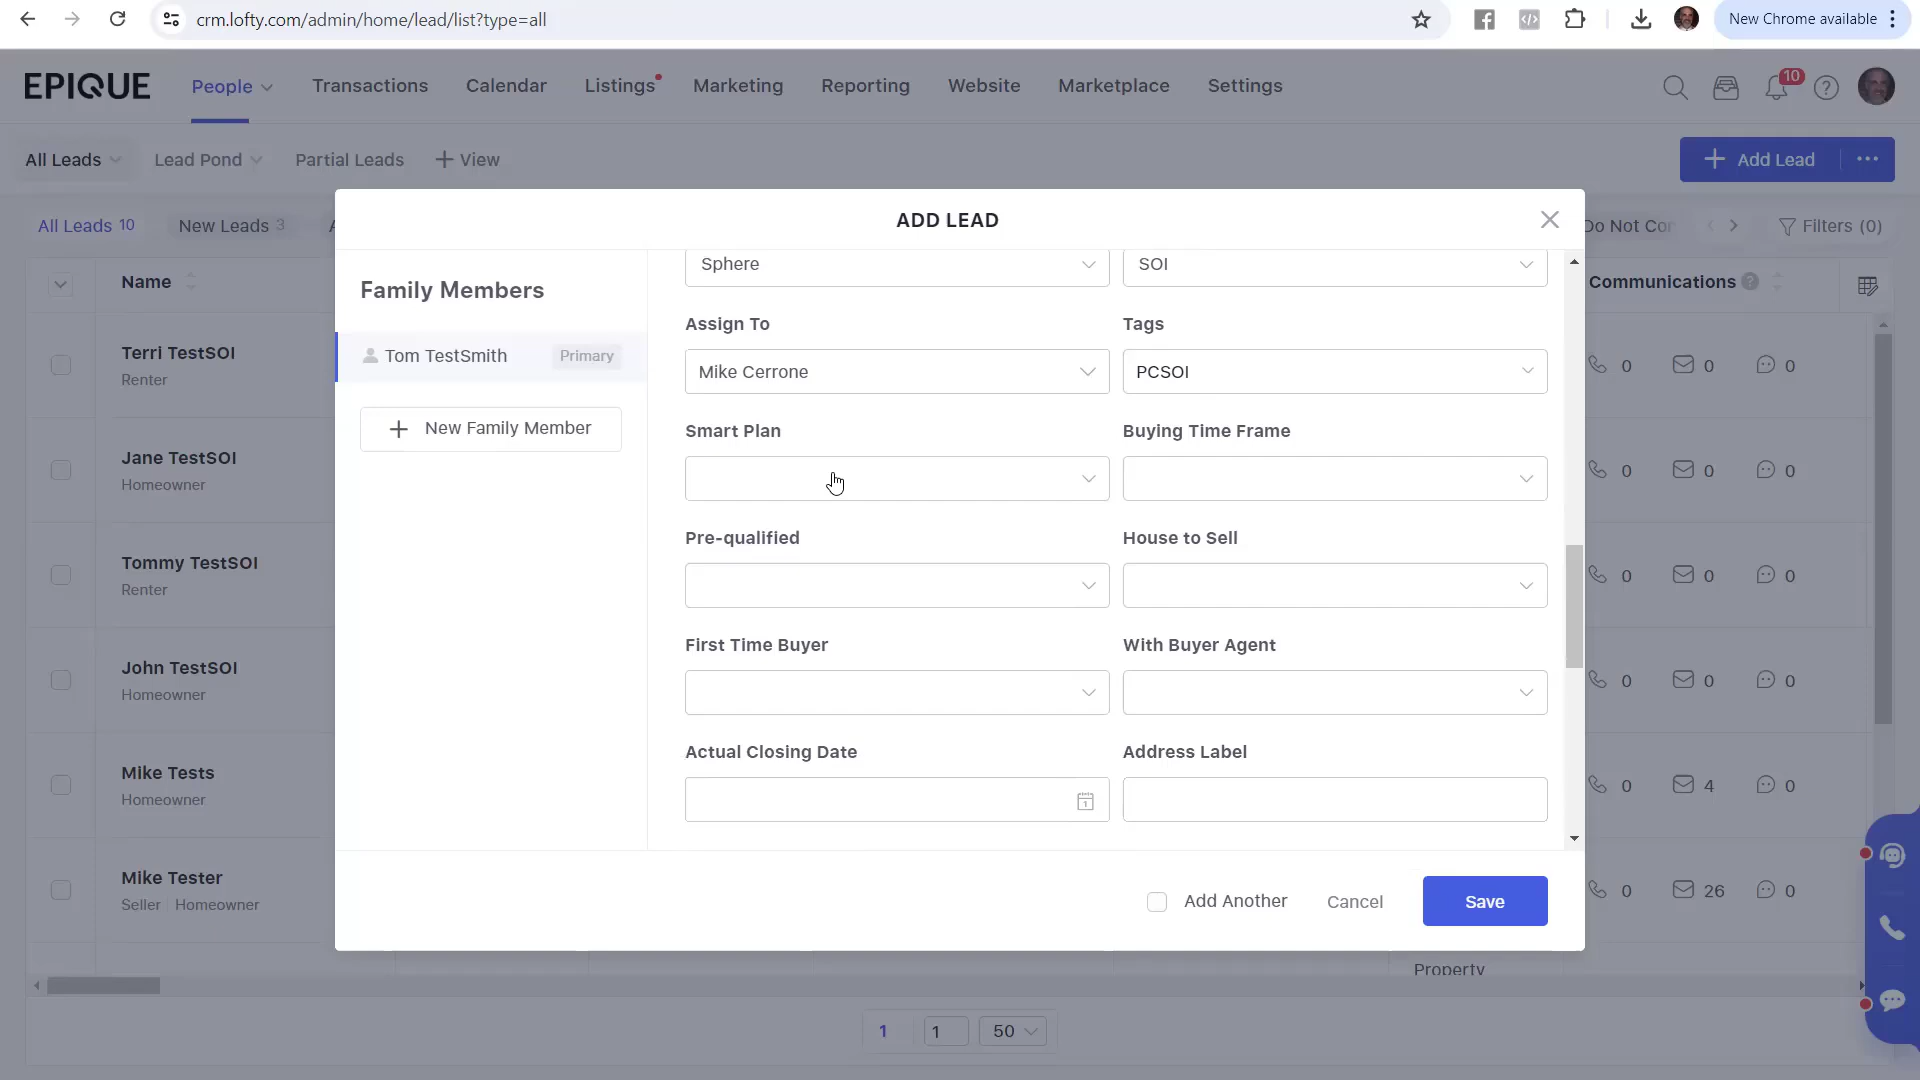 crm.lofty.com/admin/home/lead/list?type=all
New Chrome available
EPIQUE
People
Transactions
Calendar
Listings
Marketing
Reporting
Website
Marketplace
Settings
10
All Leads
Lead Pond
Partial Leads
+ View
+ Add Lead
All Leads 10
New Leads 3
ADD LEAD
Do Not Con
Filters (0)
Name
Communications
Family Members
Tom TestSmith
Primary
+ New Family Member
Sphere
SOI
Assign To
Tags
Mike Cerrone
PCSOI
Smart Plan
Buying Time Frame
Pre-qualified
House to Sell
First Time Buyer
With Buyer Agent
Actual Closing Date
Address Label
1
Add Another
Cancel
Save
Terri TestSOI
Renter
0
0
0
Jane TestSOI
Homeowner
0
0
0
Tommy TestSOI
Renter
0
0
0
John TestSOI
Homeowner
0
0
0
Mike Tests
Homeowner
0
4
0
Mike Tester
Seller | Homeowner
0
26
0
Property
1
1
50